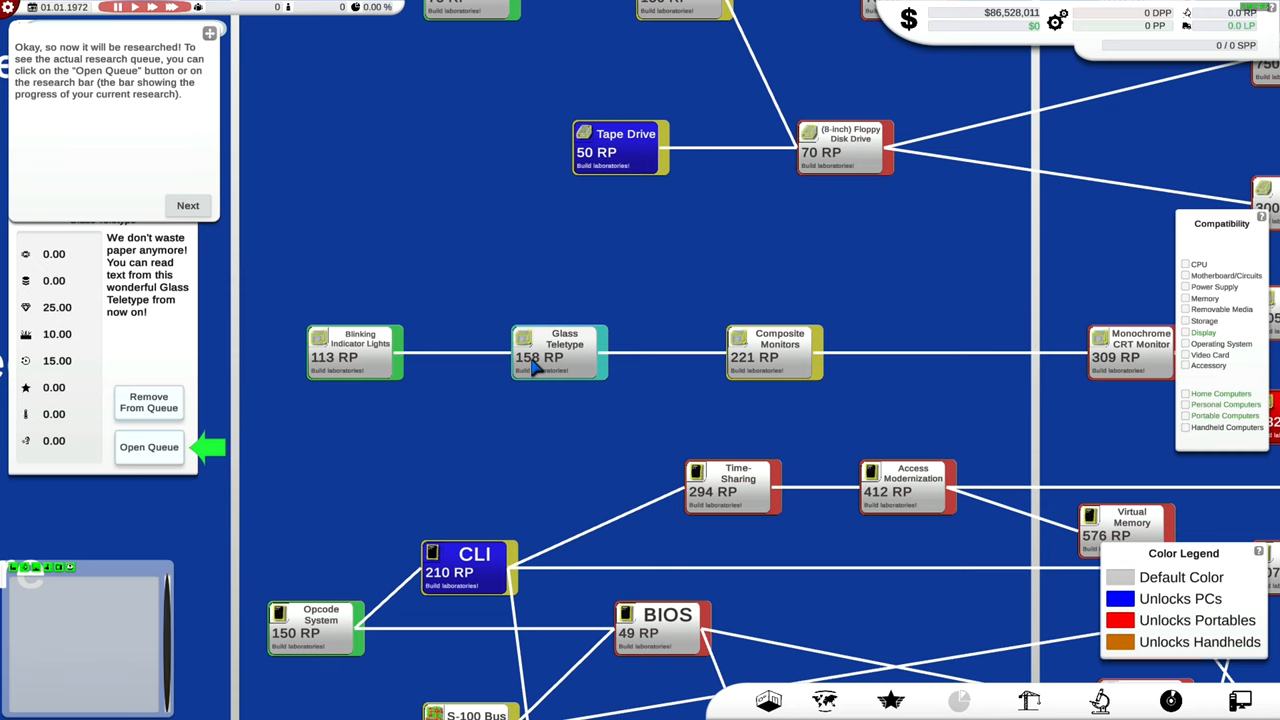 01.01.1972
0
0
0.00 %
$86,528,011
$0
0 DPP
0 PP
0.0 RP
0.0 LP
0 / 0 SPP
Okay, so now it will be researched! To
see the actual research queue, you can
click on the "Open Queue" button or on
the research bar (the bar showing the
progress of your current research).
Next
0.00
0.00
25.00
10.00
15.00
0.00
0.00
0.00
We don't waste
paper anymore!
You can read
text from this
wonderful Glass
Teletype from
now on!
Remove
From Queue
Open Queue
Tape Drive
50 RP
Build laboratories!
(8-Inch) Floppy
Disk Drive
70 RP
Build laboratories!
Blinking
Indicator Lights
113 RP
Build laboratories!
Glass
Teletype
158 RP
Build laboratories!
Composite
Monitors
221 RP
Build laboratories!
Monochrome
CRT Monitor
309 RP
Build laboratories!
Time-
Sharing
294 RP
Build laboratories!
Access
Modernization
412 RP
Build laboratories!
Virtual
Memory
576 RP
CLI
210 RP
Build laboratories!
Opcode
System
150 RP
Build laboratories!
BIOS
49 RP
Build laboratories!
S-100 Bus
Compatibility
CPU
Motherboard/Circuits
Power Supply
Memory
Removable Media
Storage
Display
Operating System
Video Card
Accessory
Home Computers
Personal Computers
Portable Computers
Handheld Computers
Color Legend
Default Color
Unlocks PCs
Unlocks Portables
Unlocks Handhelds